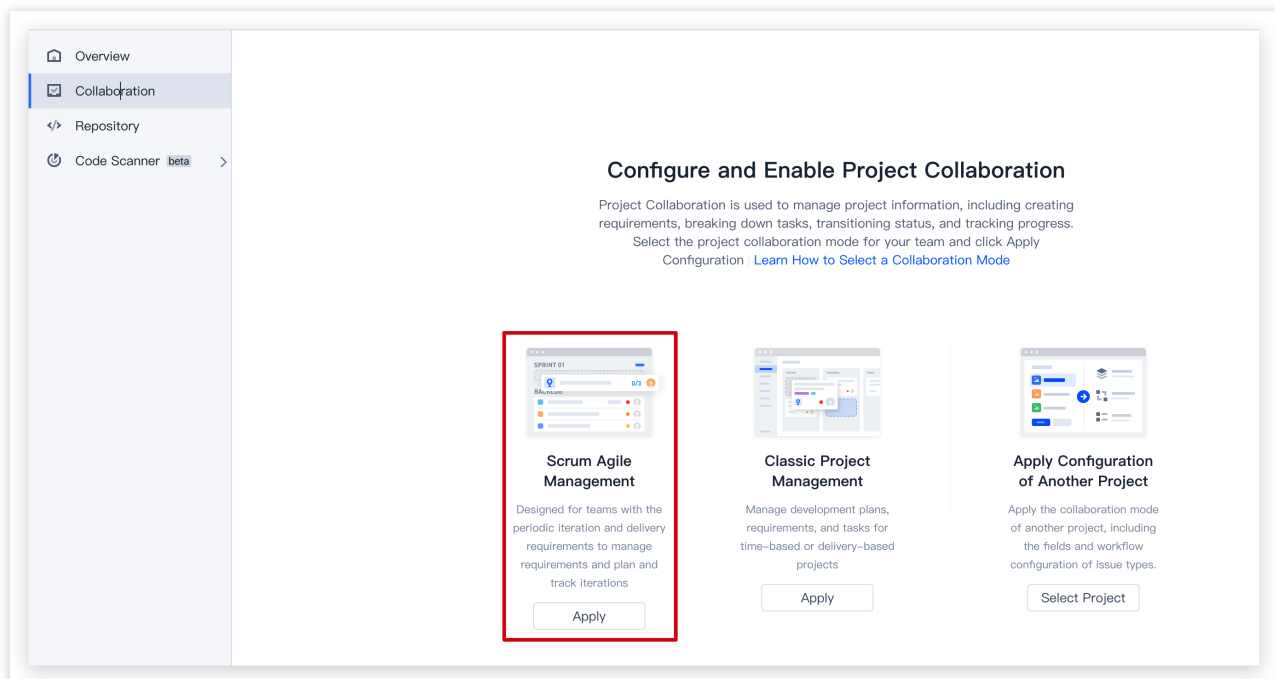 Overview
Collaboration
Repository
Code Scanner beta
Configure and Enable Project Collaboration
Project Collaboration is used to manage project information, including creating
requirements, breaking down tasks, transitioning status, and tracking progress.
Select the project collaboration mode for your team and click Apply
Configuration | Learn How to Select a Collaboration Mode
SPRINT 01
0/3
BACKLOG
Scrum Agile
Management
Designed for teams with the
periodic iteration and delivery
requirements to manage
requirements and plan and
track iterations
Apply
Classic Project
Management
Manage development plans,
requirements, and tasks for
time-based or delivery-based
projects
Apply
Apply Configuration
of Another Project
Apply the collaboration mode
of another project, including
the fields and workflow
configuration of issue types.
Select Project